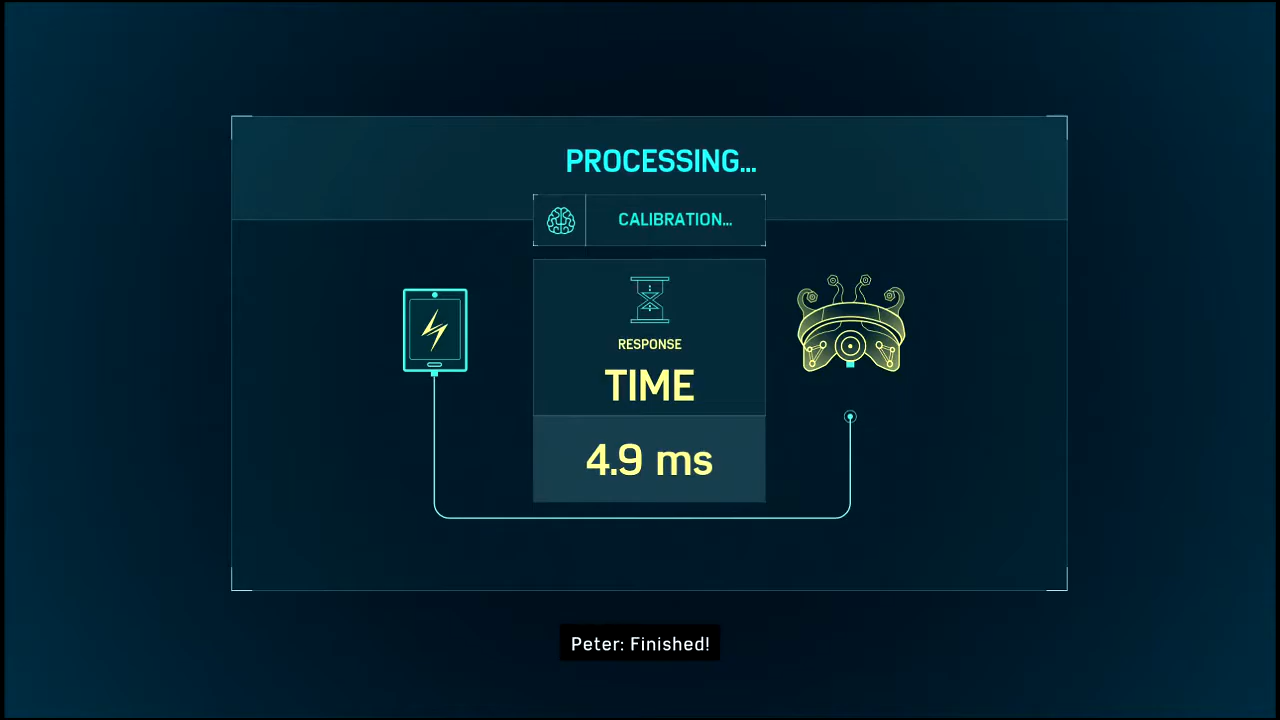 PROCESSING...
CALIBRATION...
RESPONSE
TIME
4.9 ms
Peter: Finished!